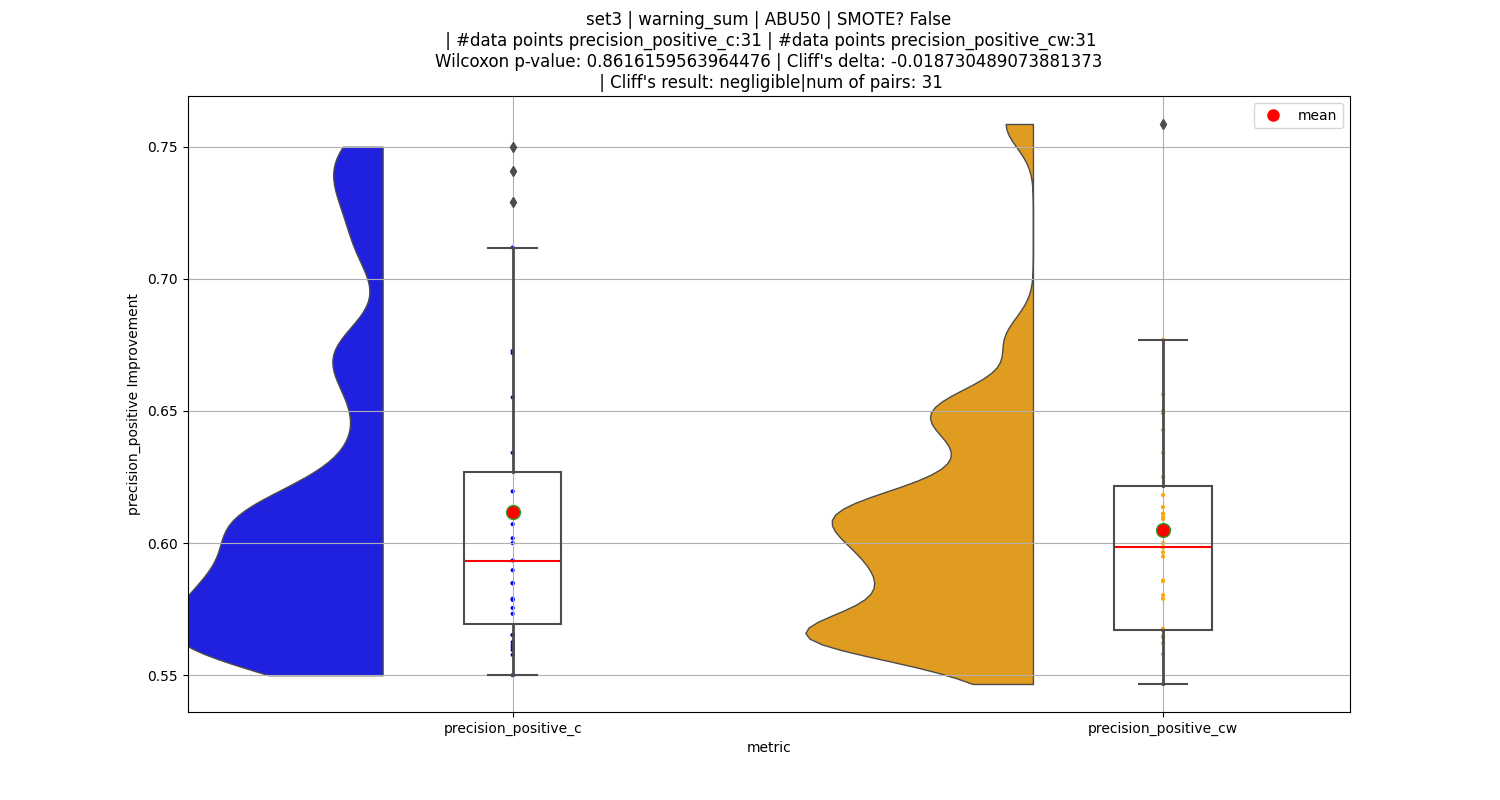 set3 | warning_sum | ABU50 | SMOTE? False
| #data points precision_positive_c:31 | #data points precision_positive_cw:31
Wilcoxon p-value: 0.8616159563964476 | Cliff's delta: -0.018730489073881373
| Cliff's result: negligible|num of pairs: 31
mean
0.75
0.70
0.65
0.60
0.55
precision_positive Improvement
precision_positive_c
precision_positive_cw
metric